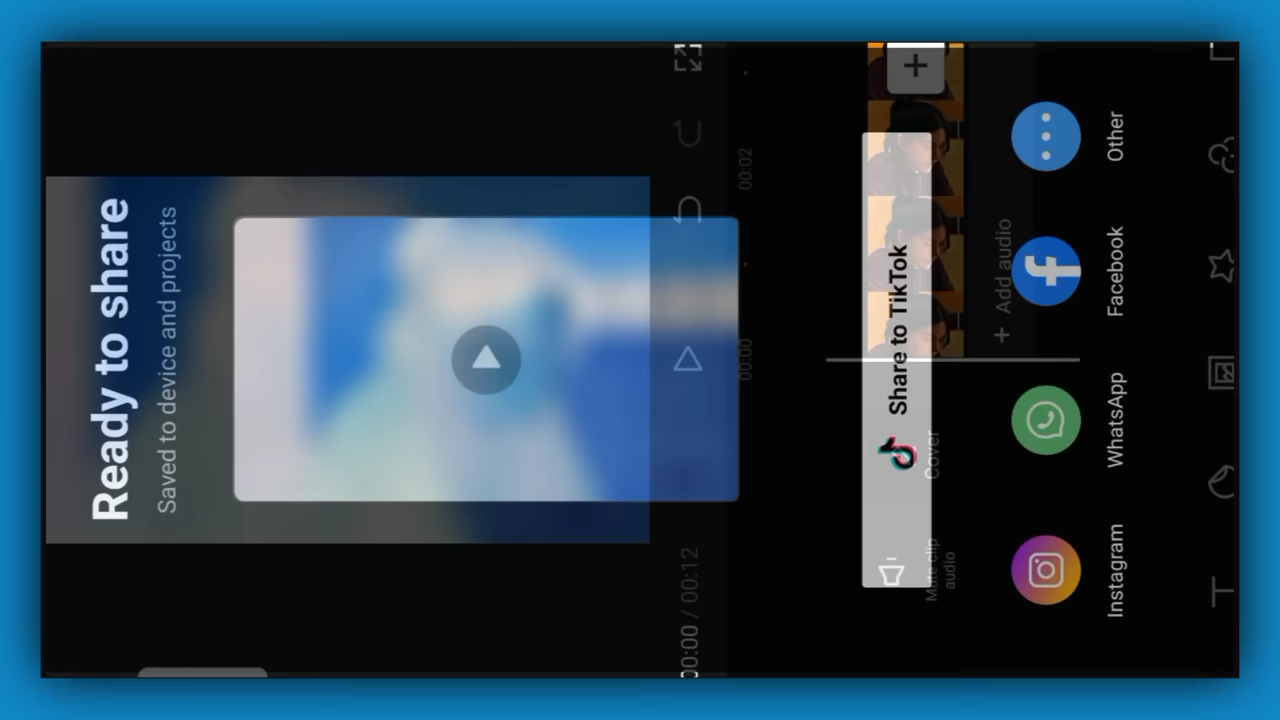 Ready to share
Saved to device and projects
00:00 / 00:12
00:00
00:02
Mute clip
audio
Cover
Share to TikTok
+ Add audio
Instagram
WhatsApp
Facebook
Other